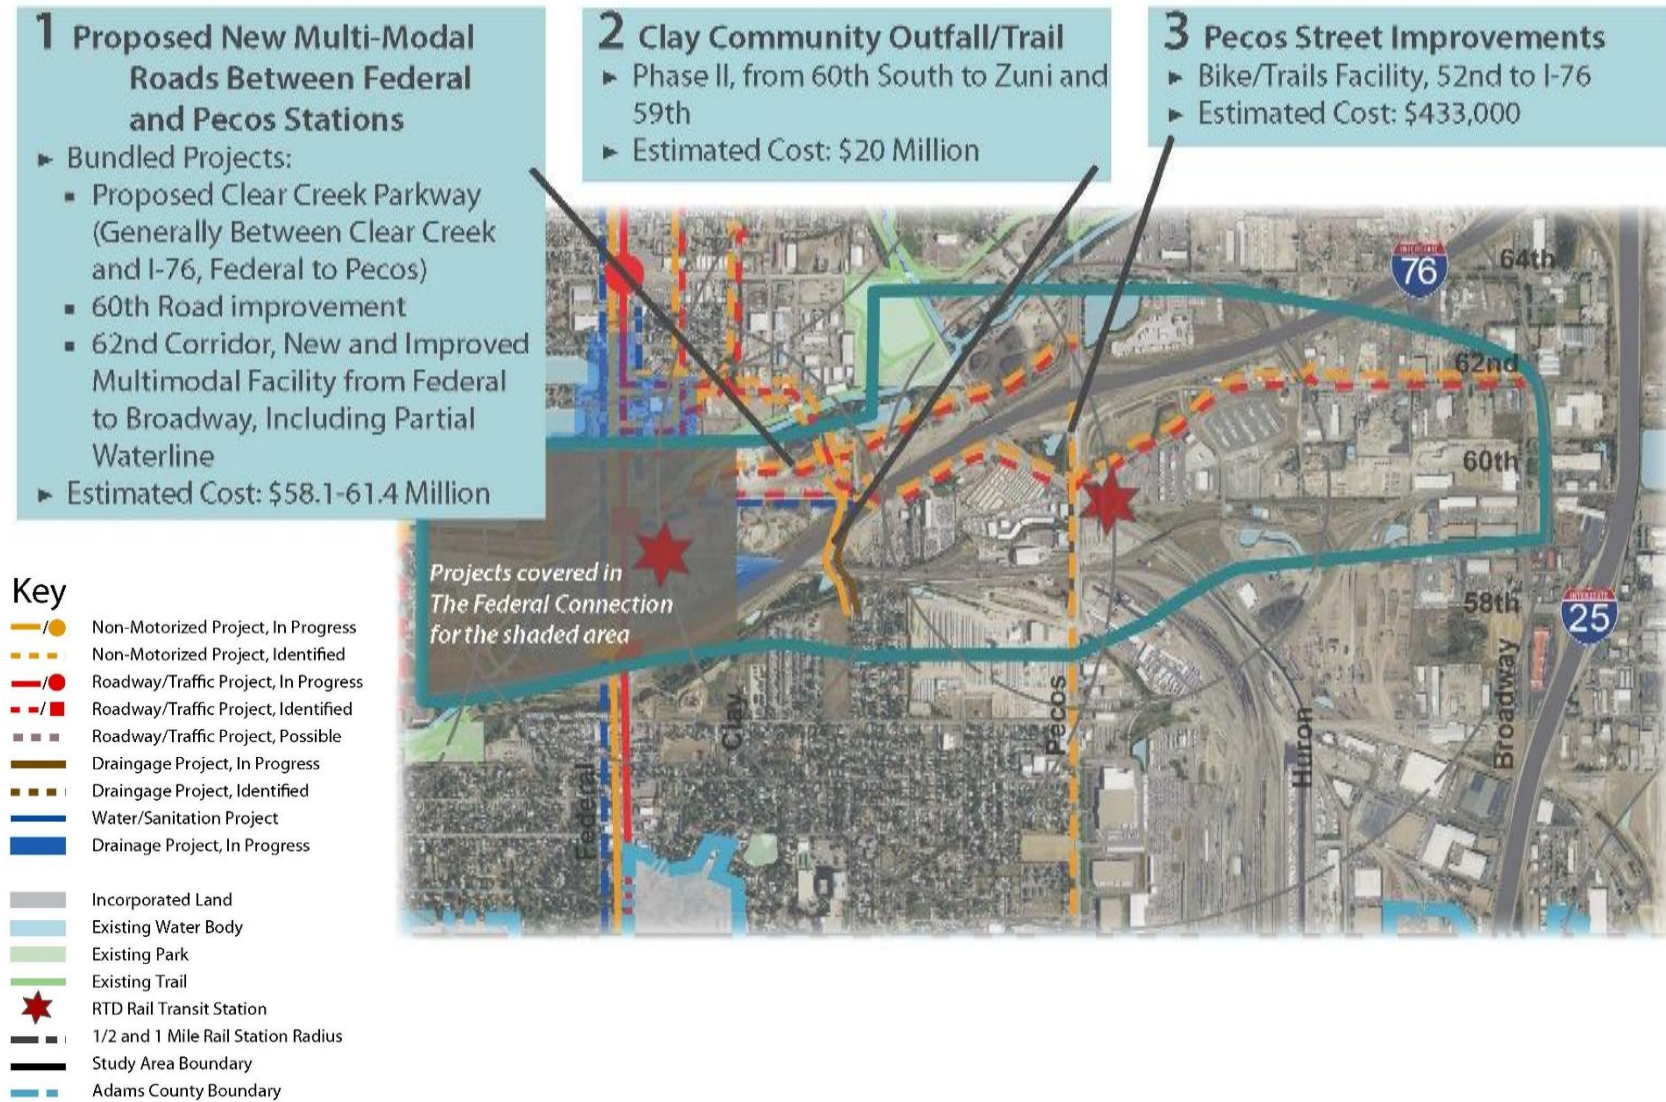 1 Proposed New Multi-Modal
Roads Between Federal
and Pecos Stations
► Bundled Projects:
▪ Proposed Clear Creek Parkway
(Generally Between Clear Creek
and I-76, Federal to Pecos)
▪ 60th Road improvement
▪ 62nd Corridor, New and Improved
Multimodal Facility from Federal
to Broadway, Including Partial
Waterline
► Estimated Cost: $58.1-61.4 Million
2 Clay Community Outfall/Trail
► Phase II, from 60th South to Zuni and
59th
► Estimated Cost: $20 Million
3 Pecos Street Improvements
► Bike/Trails Facility, 52nd to I-76
► Estimated Cost: $433,000
INTERSTATE
76
64th
62nd
60th
58th
INTERSTATE
25
Projects covered in
The Federal Connection
for the shaded area
Federal
Clay
Pecos
Huron
Broadway
Key
Non-Motorized Project, In Progress
Non-Motorized Project, Identified
Roadway/Traffic Project, In Progress
Roadway/Traffic Project, Identified
Roadway/Traffic Project, Possible
Draingage Project, In Progress
Draingage Project, Identified
Water/Sanitation Project
Drainage Project, In Progress
Incorporated Land
Existing Water Body
Existing Park
Existing Trail
RTD Rail Transit Station
1/2 and 1 Mile Rail Station Radius
Study Area Boundary
Adams County Boundary